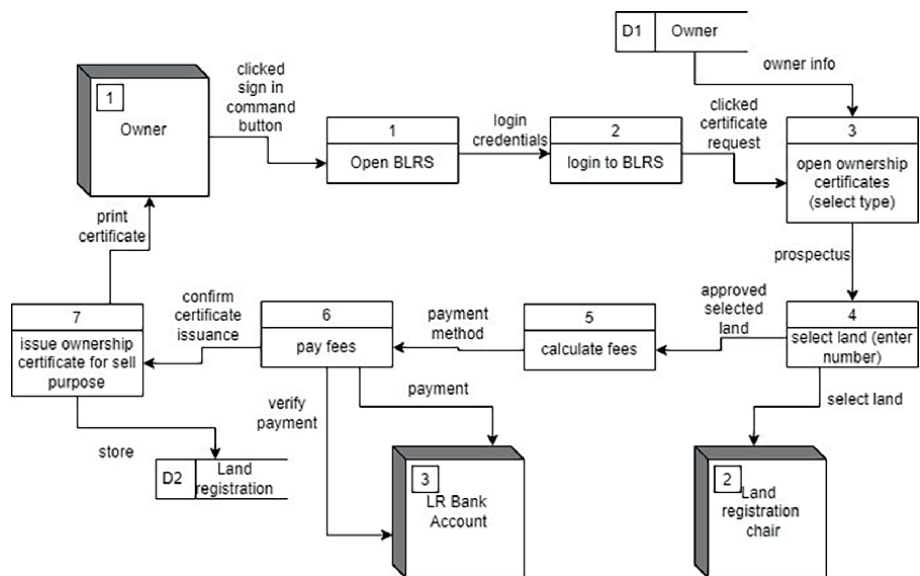 D1
Owner
owner info
1
Owner
clicked
sign in
command
button
1
Open BLRS
login
credentials
2
login to BLRS
clicked
certificate
request
3
open ownership
certificates
(select type)
print
certificate
prospectus
7
issue ownership
certificate for sell
purpose
confirm
certificate
issuance
6
pay fees
payment
method
5
calculate fees
approved
selected
land
4
select land (enter
number)
verify
payment
payment
select land
store
D2
Land
registration
3
LR Bank
Account
2
Land
registration
chair